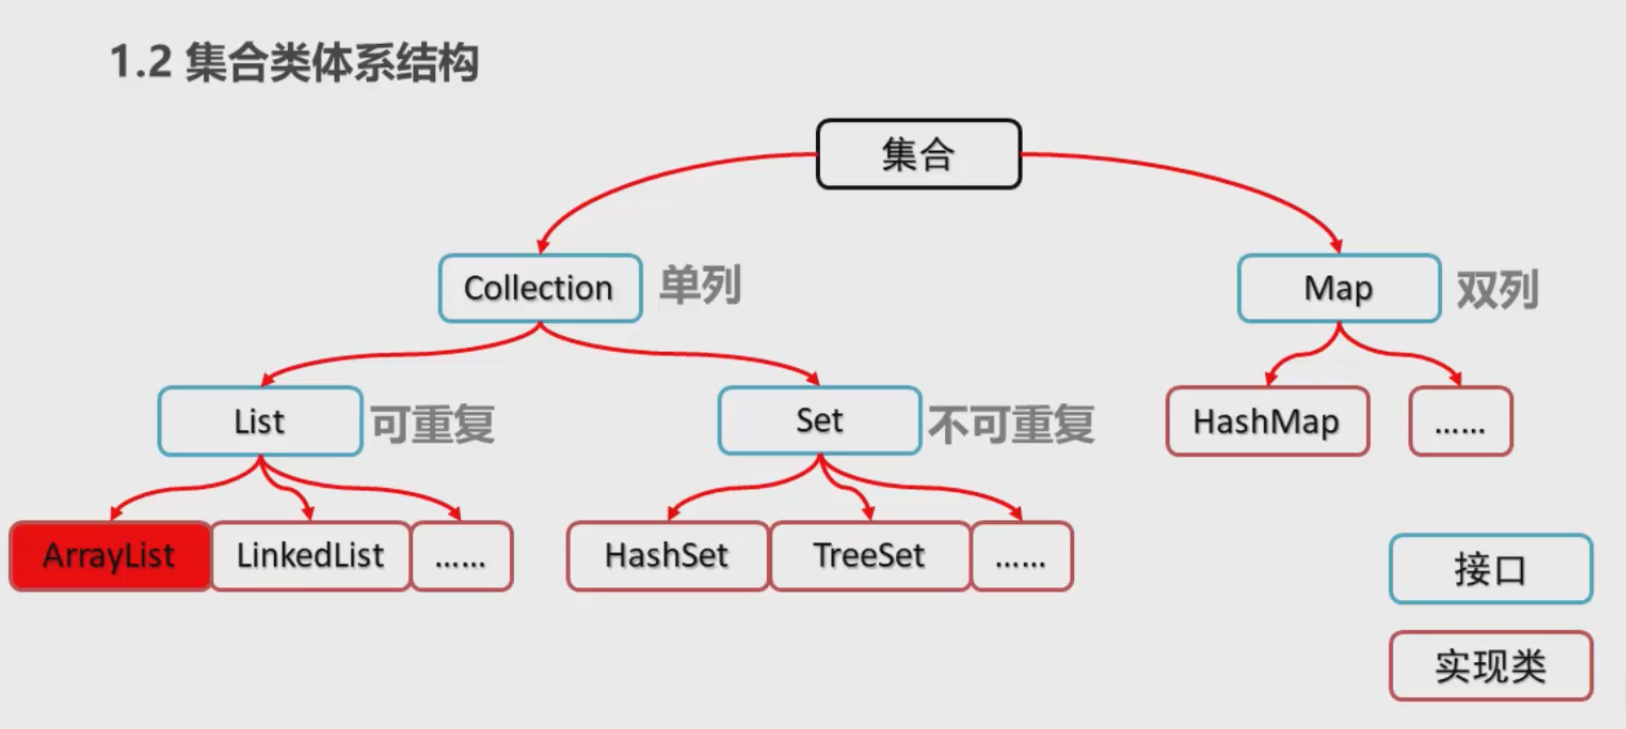 1.2 集合类体系结构
集合
Collection
单列
Map
双列
List
可重复
Set
不可重复
HashMap
......
ArrayList
LinkedList
......
HashSet
TreeSet
......
接口
实现类